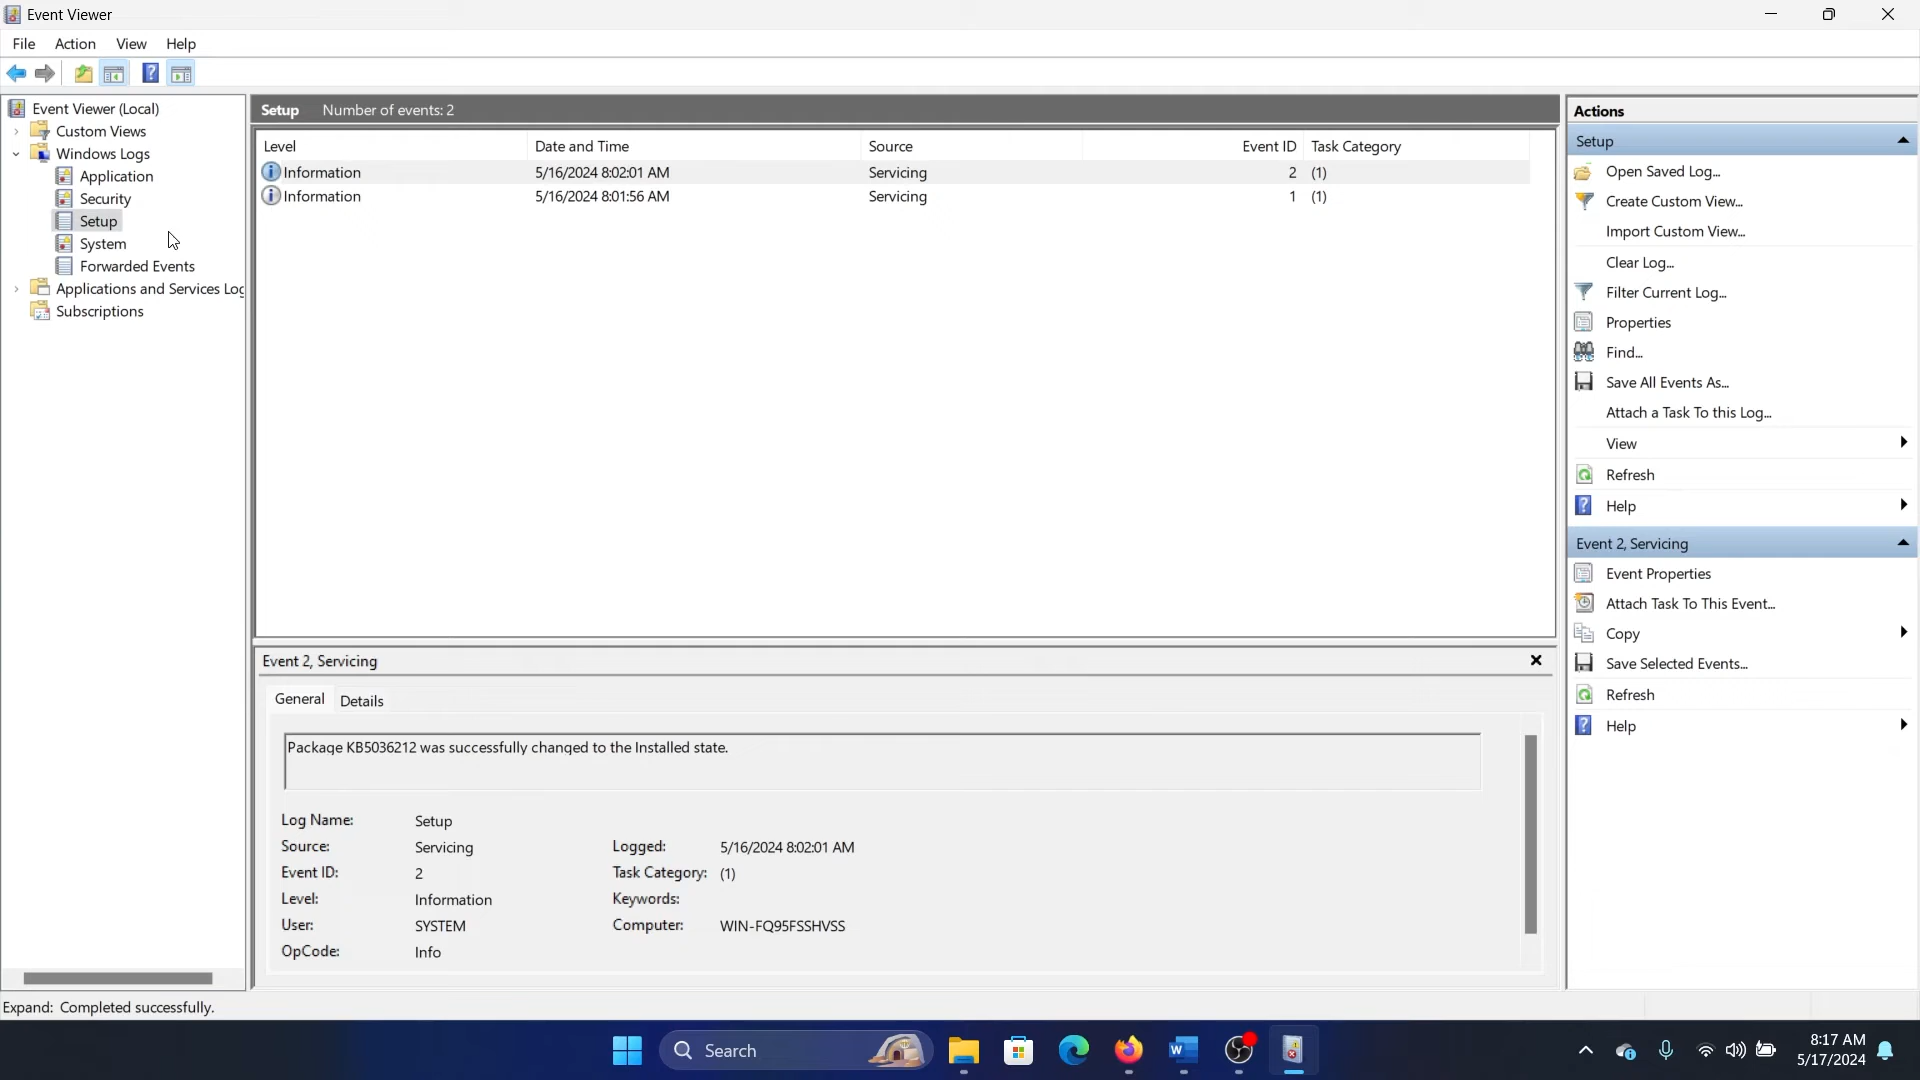 Event Viewer
File Action View Help
Event Viewer (Local)
Custom Views
Windows Logs
Application
Security
Setup
System
Forwarded Events
Applications and Services Log
Subscriptions
Setup Number of events: 2
Level Date and Time Source Event ID Task Category
Information 5/16/2024 8:02:01 AM Servicing 2 (1)
Information 5/16/2024 8:01:56 AM Servicing 1 (1)
Event 2, Servicing
General Details
Package KB5036212 was successfully changed to the Installed state.
Log Name: Setup
Source: Servicing Logged: 5/16/2024 8:02:01 AM
Event ID: 2 Task Category: (1)
Level: Information Keywords:
User: SYSTEM Computer: WIN-FQ95FSSHVSS
OpCode: Info
Actions
Setup
Open Saved Log...
Create Custom View...
Import Custom View...
Clear Log...
Filter Current Log...
Properties
Find...
Save All Events As...
Attach a Task To this Log...
View
Refresh
Help
Event 2, Servicing
Event Properties
Attach Task To This Event...
Copy
Save Selected Events...
Refresh
Help
Expand: Completed successfully.
Search
8:17 AM
5/17/2024